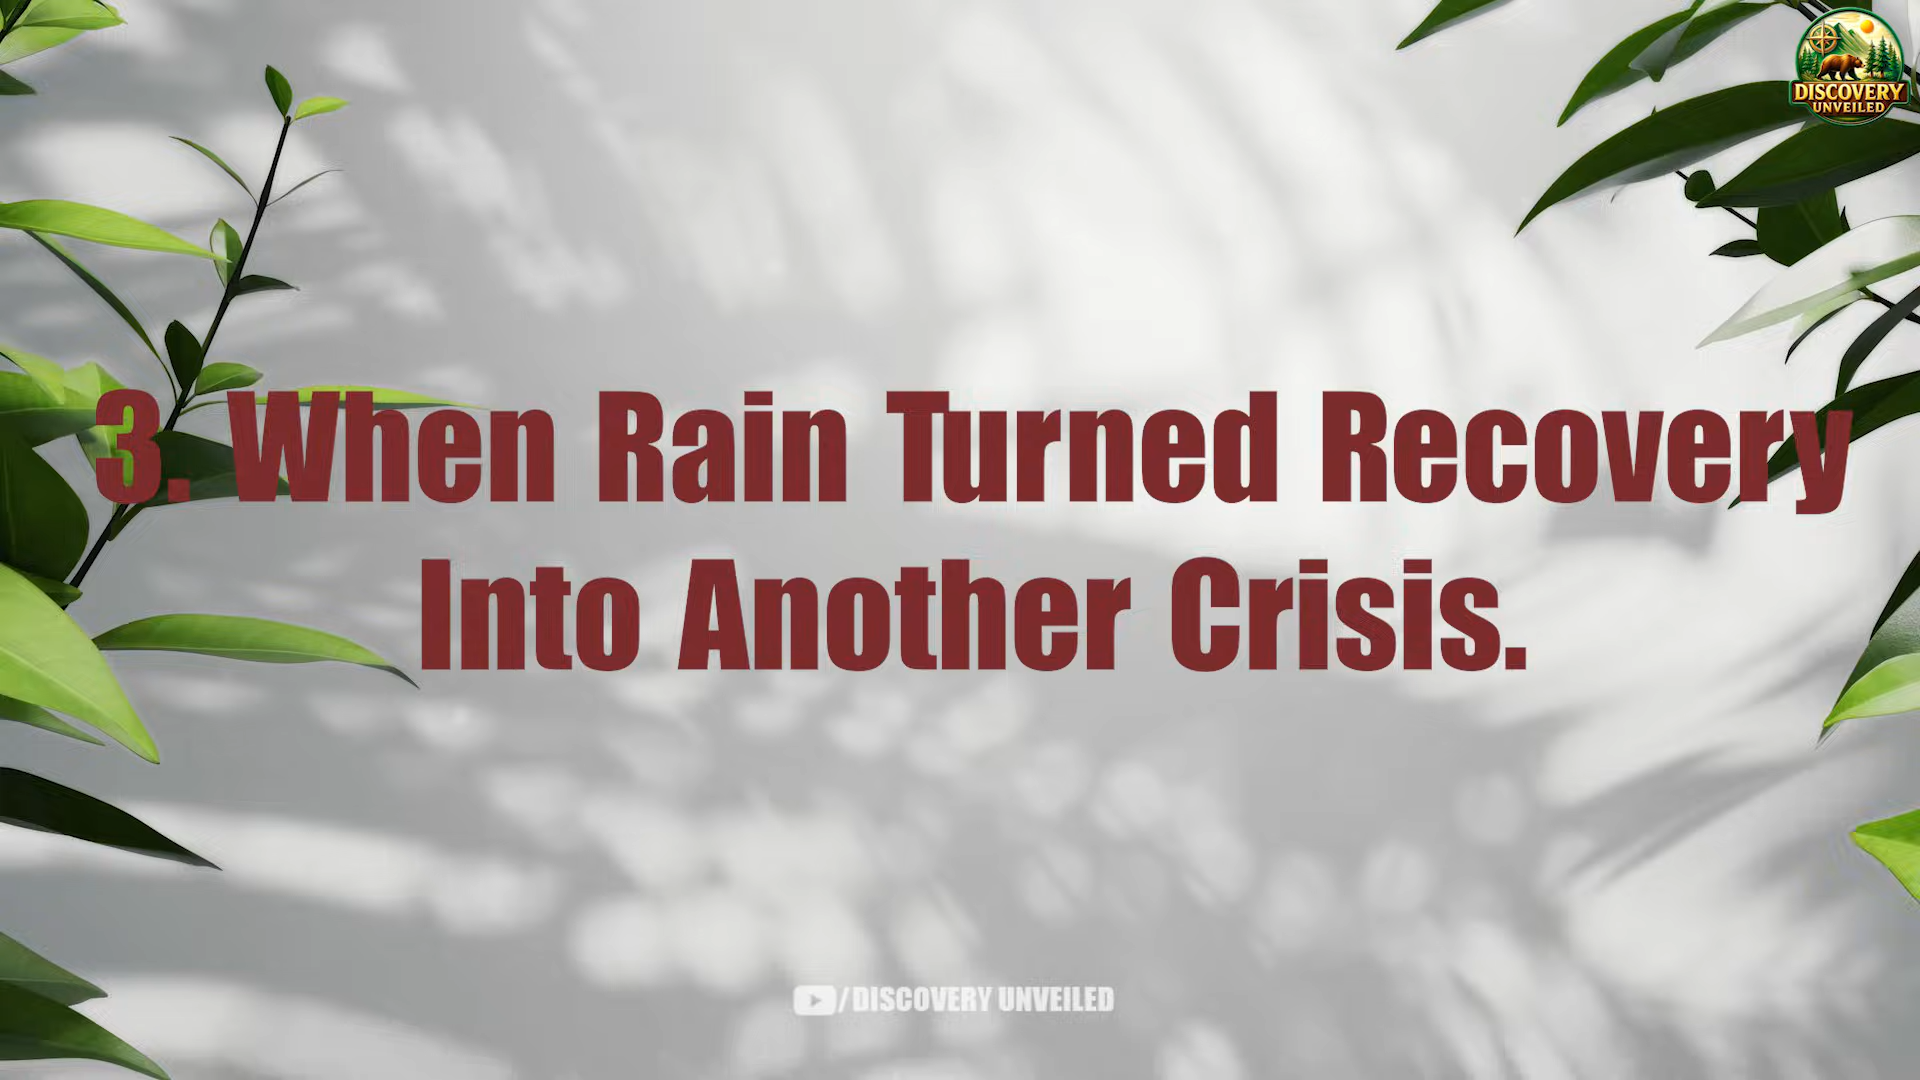 DISCOVERY
UNVEILED
3. When Rain Turned Recovery
Into Another Crisis.
/DISCOVERY UNVEILED